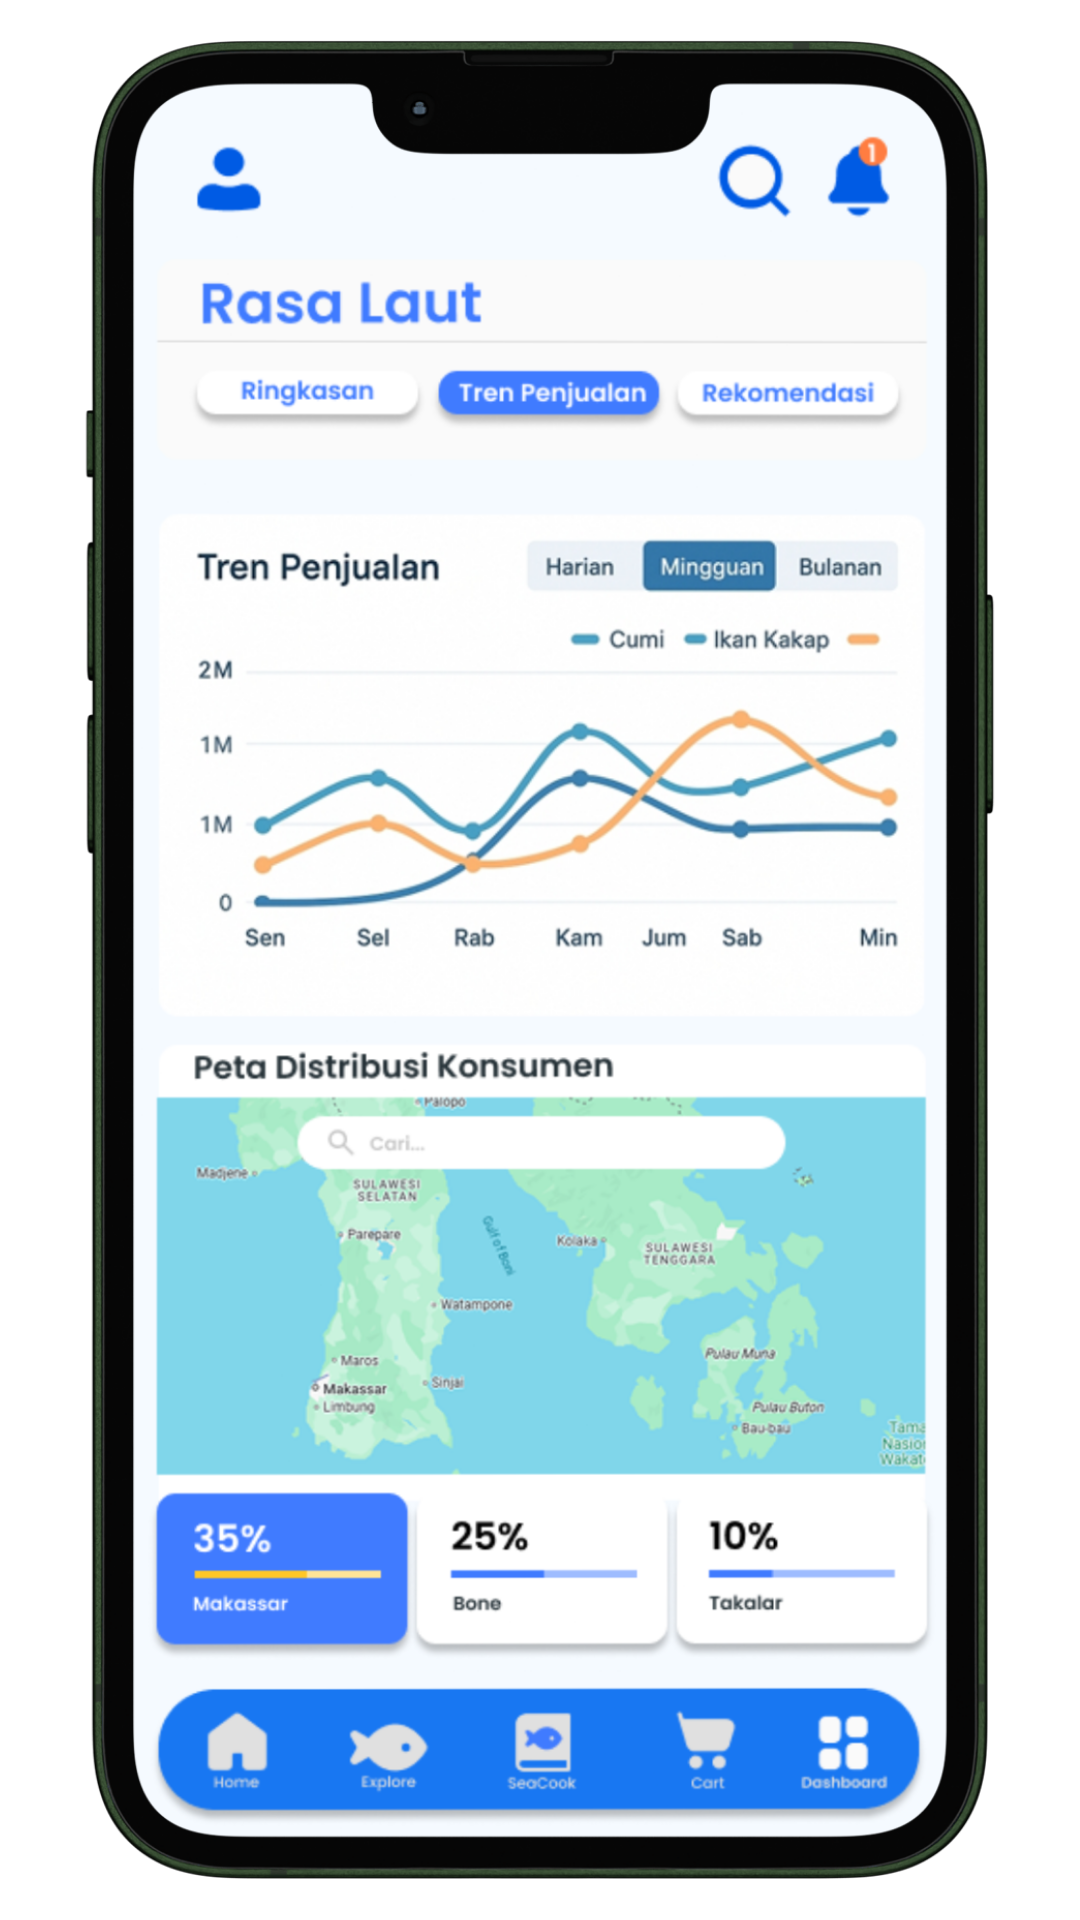 1
Rasa Laut
Ringkasan Tren Penjualan Rekomendasi
Tren Penjualan
Harian Mingguan Bulanan
Cumi Ikan Kakap
2M
1M
1M
0
Sen Sel Rab Kam Jum Sab Min
Peta Distribusi Konsumen
Palopo
Cari...
Madjene
SULAWESI
SELATAN
Parepare
Gulf of Boni
Kolaka
SULAWESI
TENGGARA
Watampone
Maros
Pulau Muna
Makassar
Sinjai
Limbung
Pulau Buton
Bau-bau
Tama
Nasio
Wakat
35% 25% 10%
Makassar Bone Takalar
Home Explore SeaCook Cart Dashboard